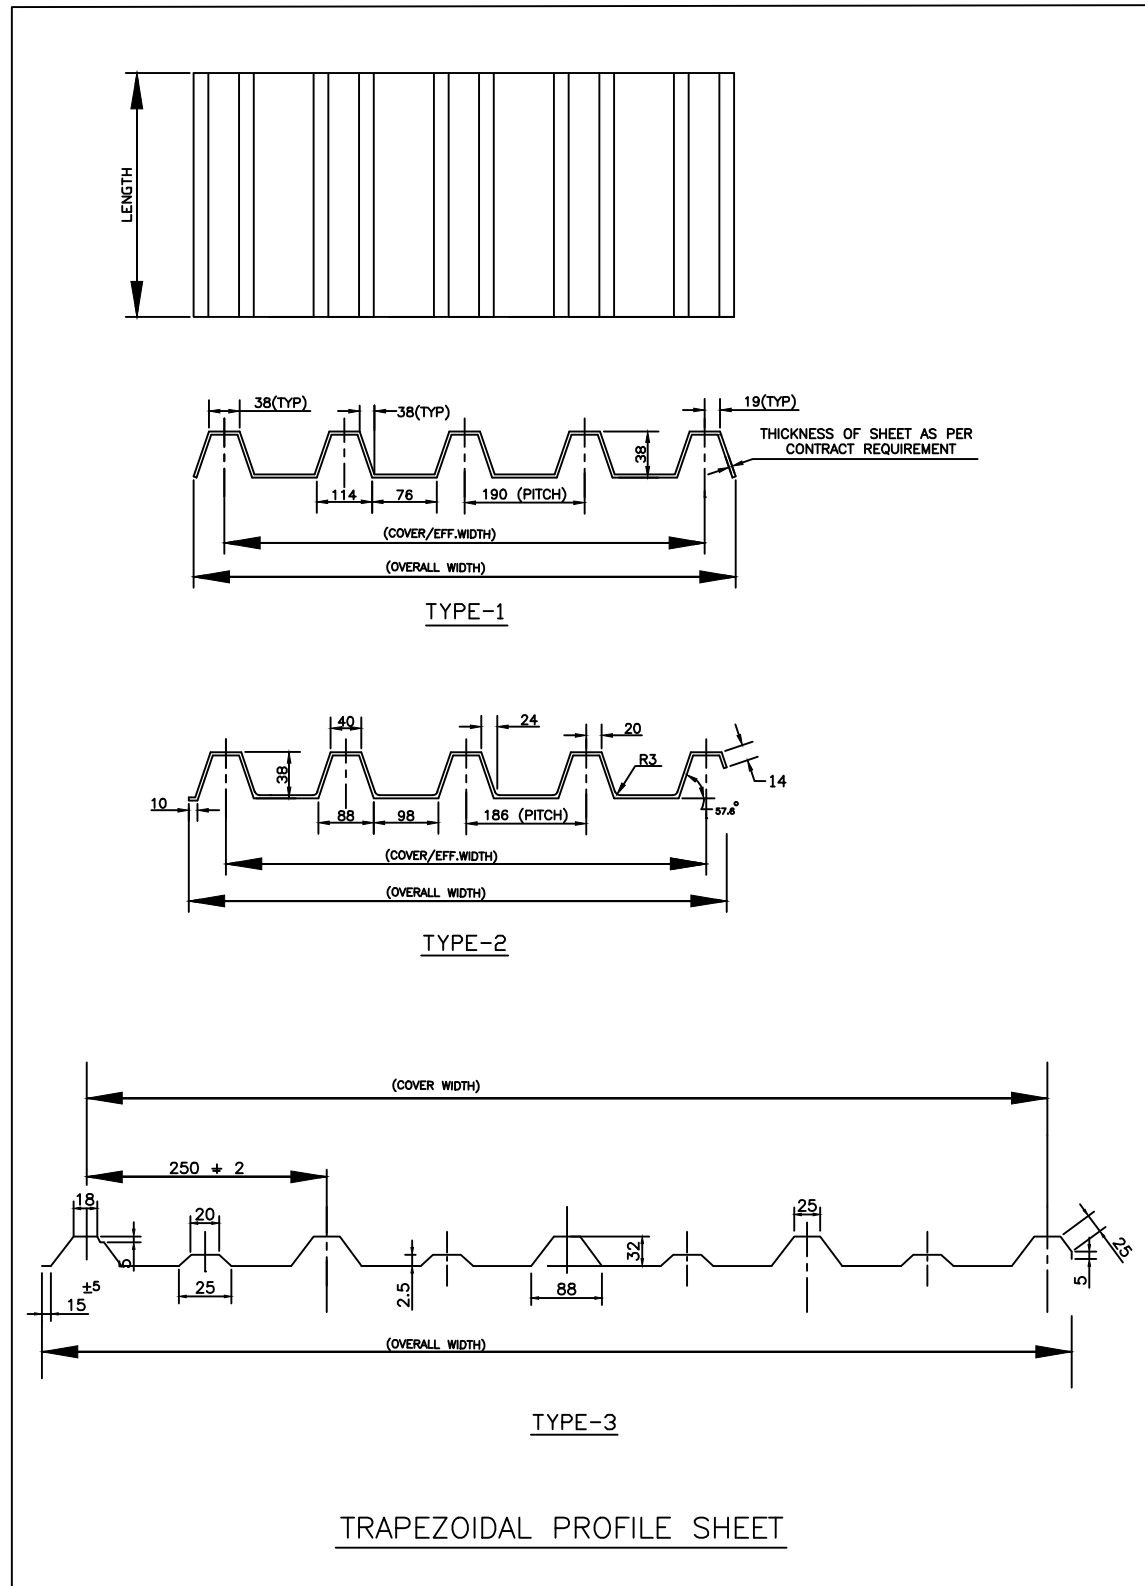 LENGTH
38(TYP)
38(TYP)
19(TYP)
THICKNESS OF SHEET AS PER
CONTRACT REQUIREMENT
38
114
76
190 (PITCH)
(COVER/EFF.WIDTH)
(OVERALL WIDTH)
TYPE-1
40
24
20
38
R3
14
10
88
98
186 (PITCH)
57.6°
(COVER/EFF.WIDTH)
(OVERALL WIDTH)
TYPE-2
(COVER WIDTH)
250 ± 2
18
20
25
25
5
32
5
±5
15
25
2.5
88
(OVERALL WIDTH)
TYPE-3
TRAPEZOIDAL PROFILE SHEET